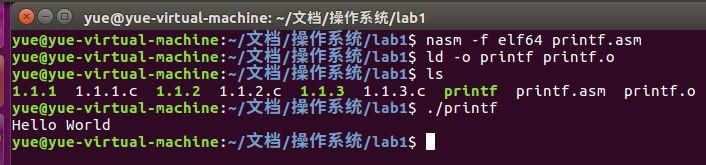 yue@yue-virtual-machine: ~/文档/操作系统/lab1
yue@yue-virtual-machine:~/文档/操作系统/lab1$ nasm -f elf64 printf.asm
yue@yue-virtual-machine:~/文档/操作系统/lab1$ ld -o printf printf.o
yue@yue-virtual-machine:~/文档/操作系统/lab1$ ls
1.1.1  1.1.1.c  1.1.2  1.1.2.c  1.1.3  1.1.3.c  printf  printf.asm  printf.o
yue@yue-virtual-machine:~/文档/操作系统/lab1$ ./printf
Hello World
yue@yue-virtual-machine:~/文档/操作系统/lab1$